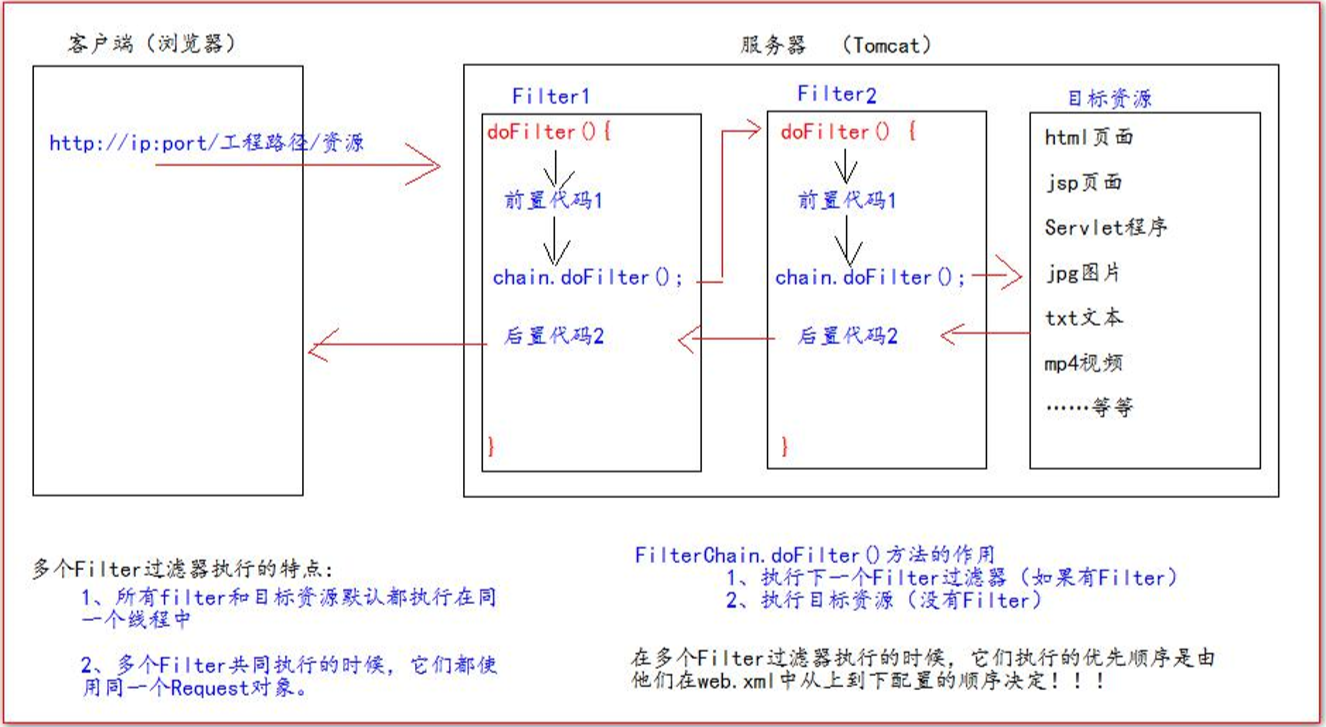 客户端（浏览器）
http://ip:port/工程路径/资源
服务器 （Tomcat）
Filter1
doFilter(){
前置代码1
chain.doFilter();
后置代码2
}
Filter2
doFilter() {
前置代码1
chain.doFilter();
后置代码2
}
目标资源
html页面
jsp页面
Servlet程序
jpg图片
txt文本
mp4视频
……等等
多个Filter过滤器执行的特点:
1、所有filter和目标资源默认都执行在同
一个线程中
2、多个Filter共同执行的时候，它们都使
用同一个Request对象。
FilterChain.doFilter()方法的作用
1、执行下一个Filter过滤器（如果有Filter）
2、执行目标资源（没有Filter）
在多个Filter过滤器执行的时候，它们执行的优先顺序是由
他们在web.xml中从上到下配置的顺序决定！！！